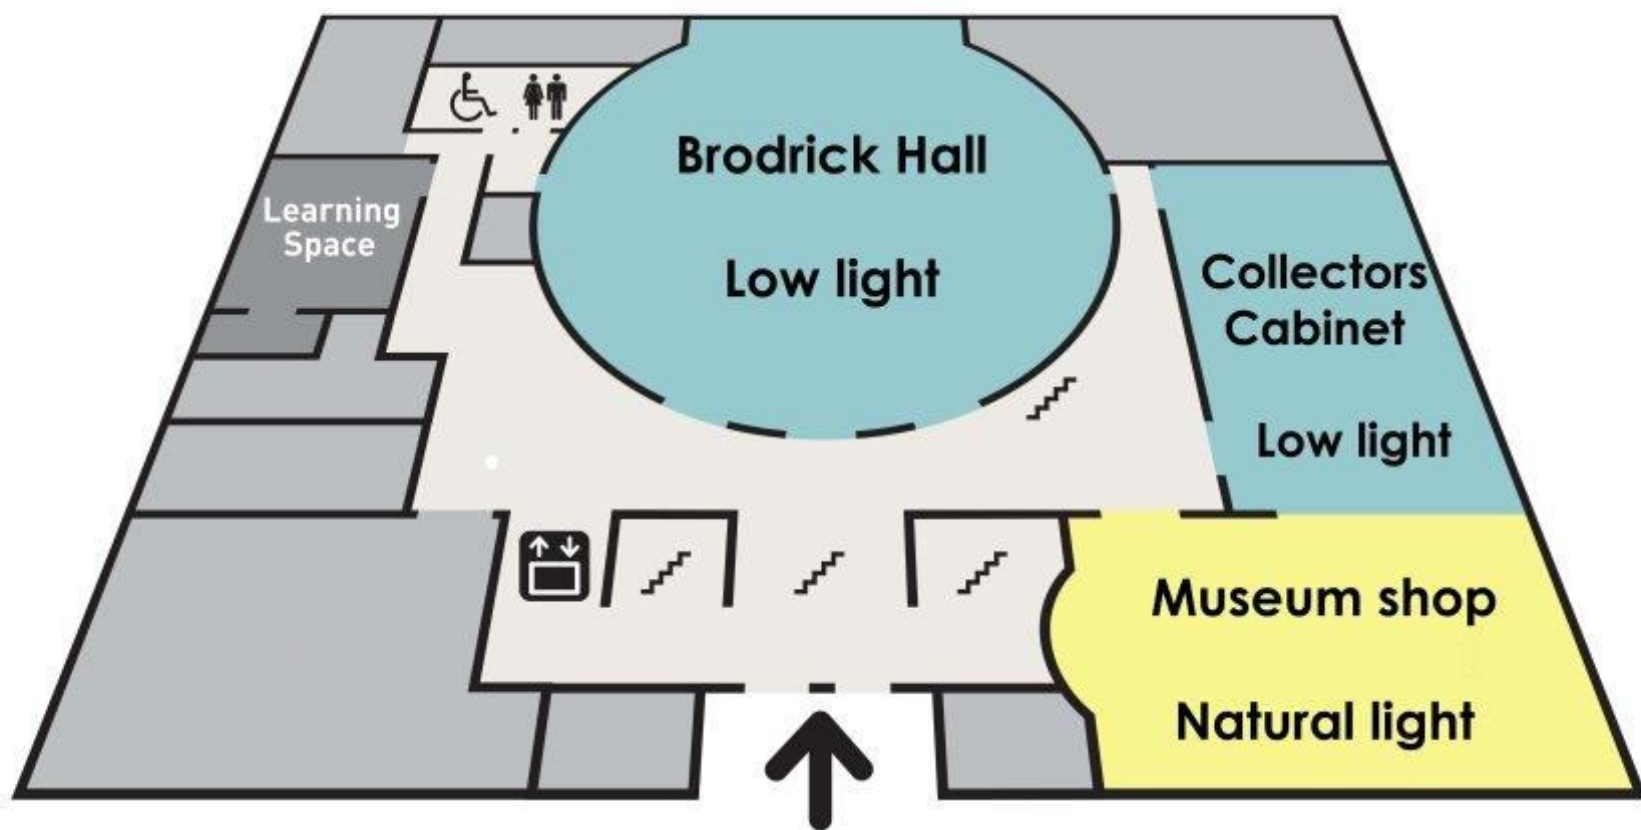 Brodrick Hall
Low light
Learning
Space
Collectors
Cabinet
Low light
Museum shop
Natural light